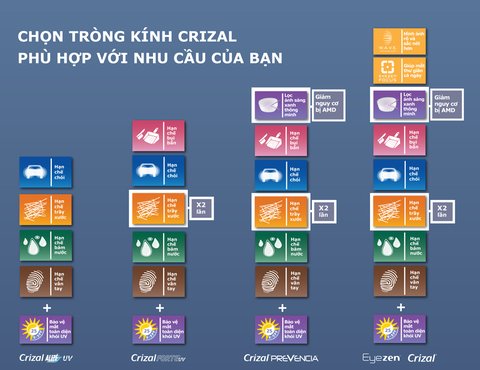 CHỌN TRÒNG KÍNH CRIZAL
PHÙ HỢP VỚI NHU CẦU CỦA BẠN
Hạn
chế
chói
Hạn
chế
trầy
xước
Hạn
chế
bám
nước
Hạn
chế
vân
tay
+
Bảo vệ
mắt
toàn diện
khỏi UV
Crizal UV
Hạn
chế
bụi
bẩn
Hạn
chế
chói
Hạn
chế
trầy
xước
X2
lần
Hạn
chế
bám
nước
Hạn
chế
vân
tay
+
Bảo vệ
mắt
toàn diện
khỏi UV
Crizal FORTE UV
Lọc
ánh sáng
xanh
thông
minh
Giảm
nguy cơ
bị AMD
Hạn
chế
bụi
bẩn
Hạn
chế
chói
Hạn
chế
trầy
xước
X2
lần
Hạn
chế
bám
nước
Hạn
chế
vân
tay
+
Bảo vệ
mắt
toàn diện
khỏi UV
Crizal PREVENCIA
WAVE
Hình ảnh
rõ và
sắc nét
hơn
Giúp mắt
thư giãn
cả ngày
Lọc
ánh sáng
xanh
thông
minh
Giảm
nguy cơ
bị AMD
Hạn
chế
bụi
bẩn
Hạn
chế
chói
Hạn
chế
trầy
xước
X2
lần
Hạn
chế
bám
nước
Hạn
chế
vân
tay
+
Bảo vệ
mắt
toàn diện
khỏi UV
Eyezen Crizal